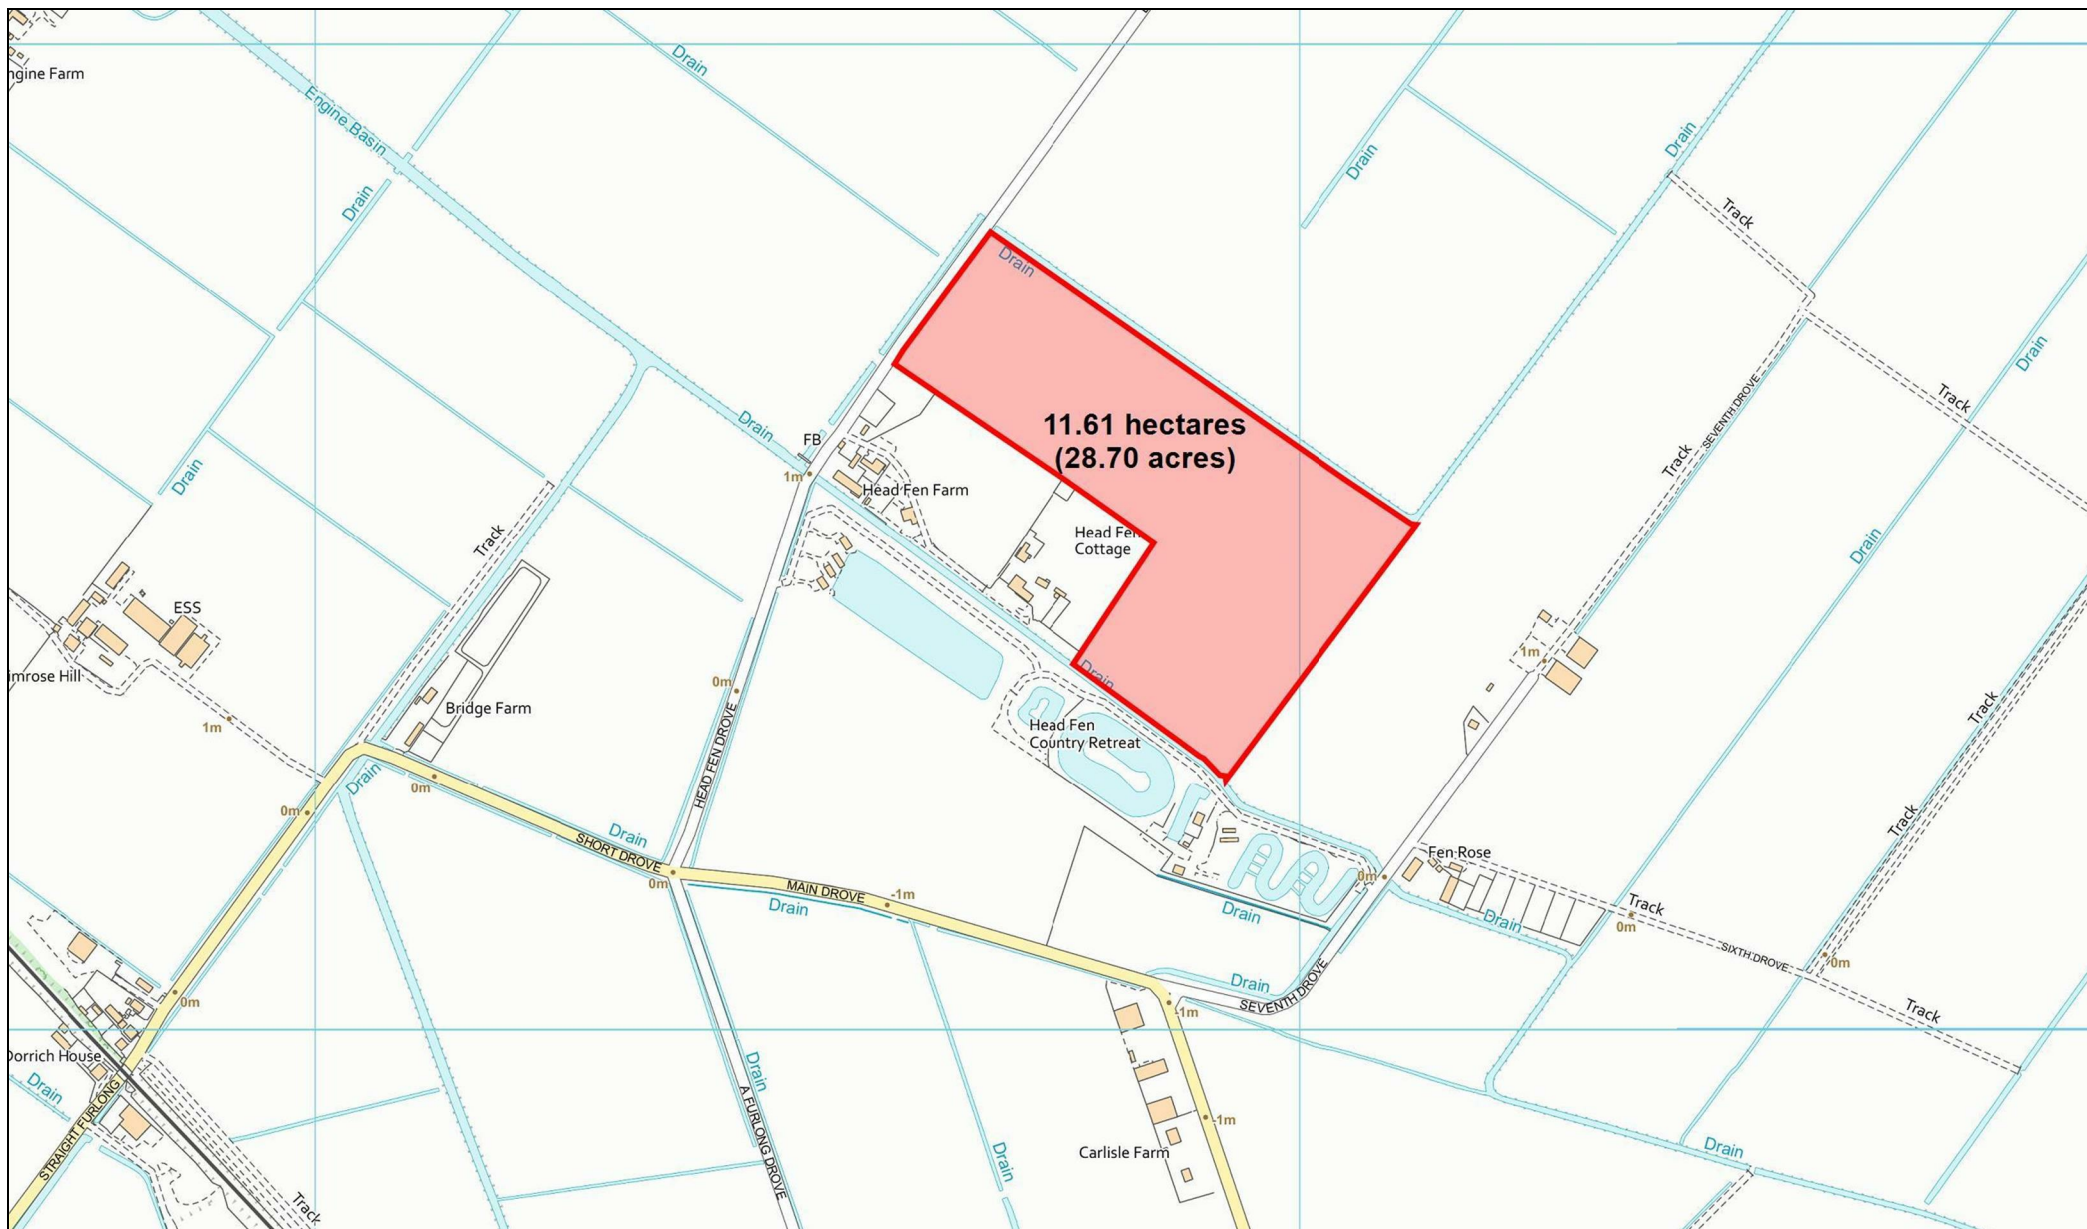 Drain
ngine Farm
Engine Basin
Drain
Drain
Drain
Track
Drain
Drain
Drain
Track
11.61 hectares
(28.70 acres)
SEVENTH DROVE
Drain
FB
1m
Head Fen Farm
Track
Drain
Track
Head Fen
Cottage
Drain
ESS
1m
imrose Hill
Bridge Farm
0m
Drain
1m
HEAD FEN DROVE
Head Fen
Country Retreat
Track
Drain
0m
0m
Drain
SHORT DROVE
Track
0m
MAIN DROVE
-1m
Drain
Fen Rose
0m
Drain
Drain
Track
0m
SIXTH DROVE
0m
0m
Drain
SEVENTH DROVE
-1m
Track
Dorrich House
Drain
Drain
A FURLONG DROVE
STRAIGHT FURLONG
Track
Drain
-1m
Carlisle Farm
Drain